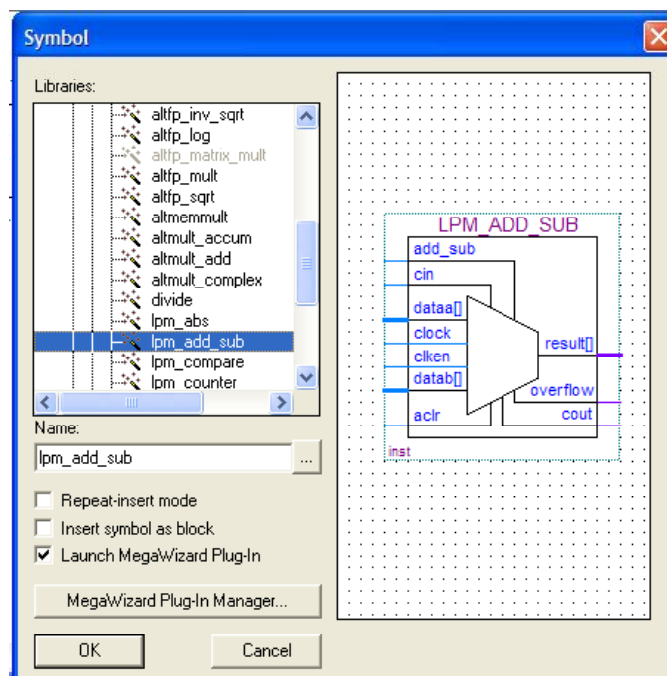 Symbol
Libraries:
altfp_inv_sqrt
altfp_log
altfp_matrix_mult
altfp_mult
altfp_sqrt
altmemmult
altmult_accum
altmult_add
altmult_complex
divide
lpm_abs
lpm_add_sub
lpm_compare
lpm_counter
Name:
lpm_add_sub
...
Repeat-insert mode
Insert symbol as block
Launch MegaWizard Plug-In
MegaWizard Plug-In Manager...
OK
Cancel
LPM_ADD_SUB
add_sub
cin
dataa[]
clock
clken
datab[]
aclr
result[]
overflow
cout
inst